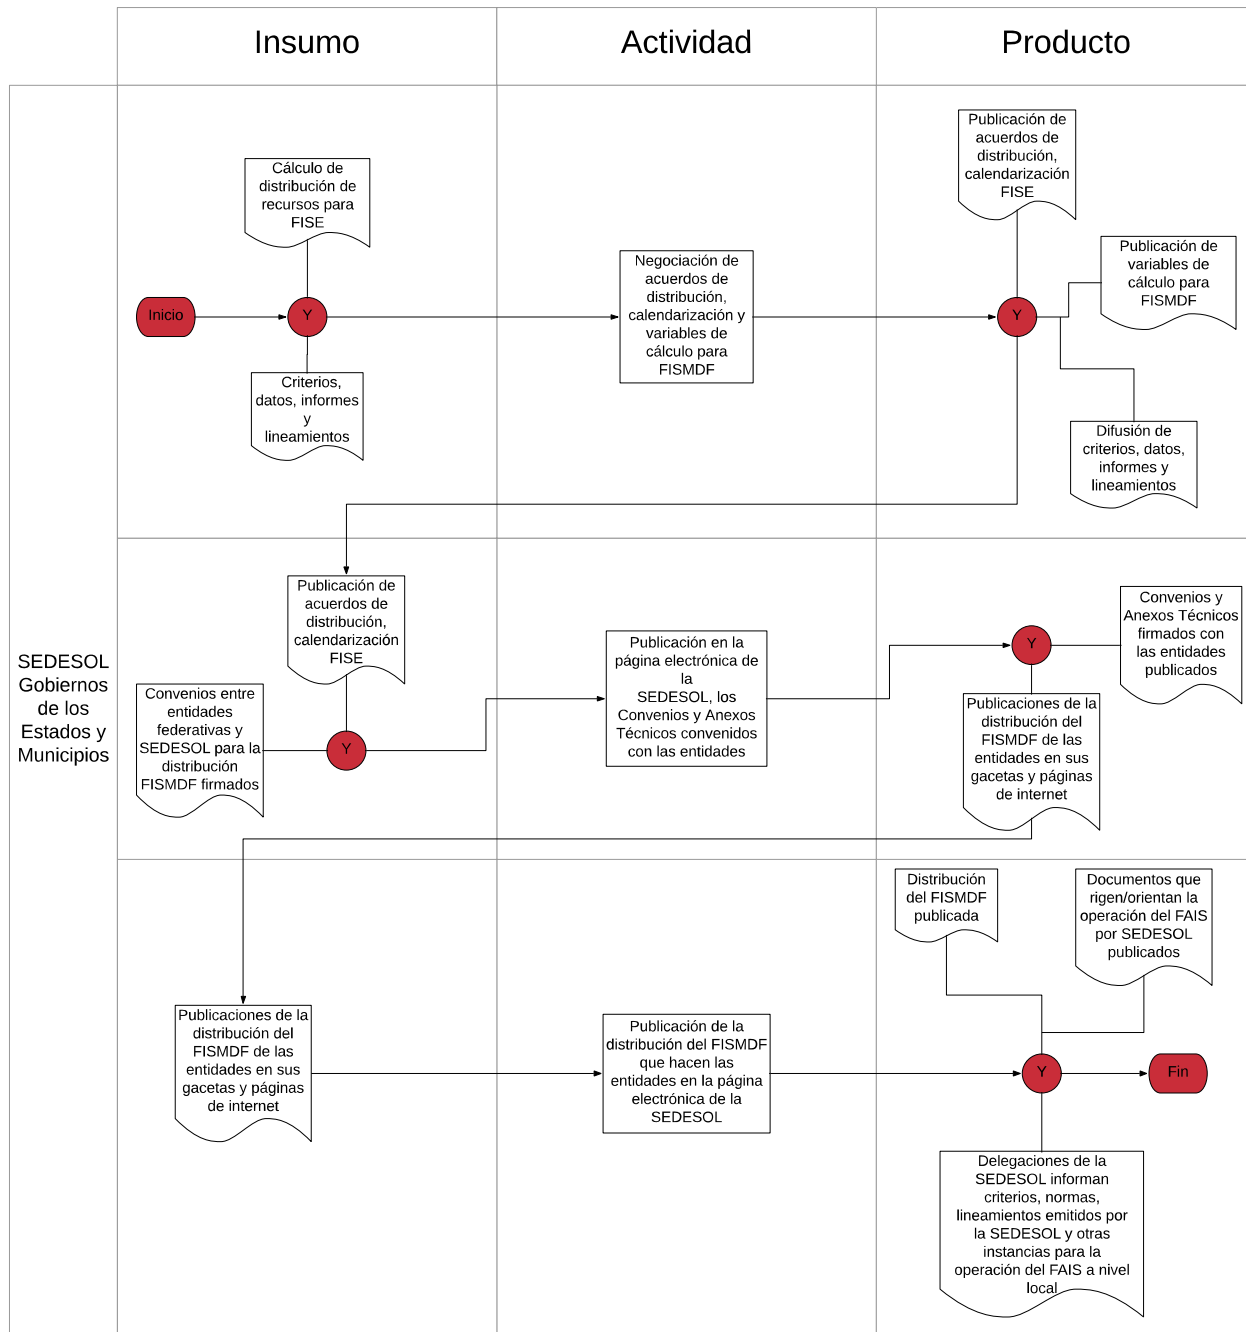 Insumo
Actividad
Producto
SEDESOL
Gobiernos
de los
Estados y
Municipios
Cálculo de
distribución de
recursos para
FISE
Inicio
Y
Criterios,
datos, informes
y
lineamientos
Negociación de
acuerdos de
distribución,
calendarización y
variables de
cálculo para
FISMDF
Publicación de
acuerdos de
distribución,
calendarización
FISE
Y
Publicación de
variables de
cálculo para
FISMDF
Difusión de
criterios, datos,
informes y
lineamientos
Publicación de
acuerdos de
distribución,
calendarización
FISE
Convenios entre
entidades
federativas y
SEDESOL para la
distribución
FISMDF firmados
Y
Publicación en la
página electrónica de
la
SEDESOL, los
Convenios y Anexos
Técnicos convenidos
con las entidades
Y
Convenios y
Anexos Técnicos
firmados con
las entidades
publicados
Publicaciones de la
distribución del
FISMDF de las
entidades en sus
gacetas y páginas
de internet
Publicaciones de la
distribución del
FISMDF de las
entidades en sus
gacetas y páginas
de internet
Publicación de la
distribución del FISMDF
que hacen las
entidades en la página
electrónica de la
SEDESOL
Distribución
del FISMDF
publicada
Documentos que
rigen/orientan la
operación del FAIS
por SEDESOL
publicados
Y
Fin
Delegaciones de la
SEDESOL informan
criterios, normas,
lineamientos emitidos por
la SEDESOL y otras
instancias para la
operación del FAIS a nivel
local